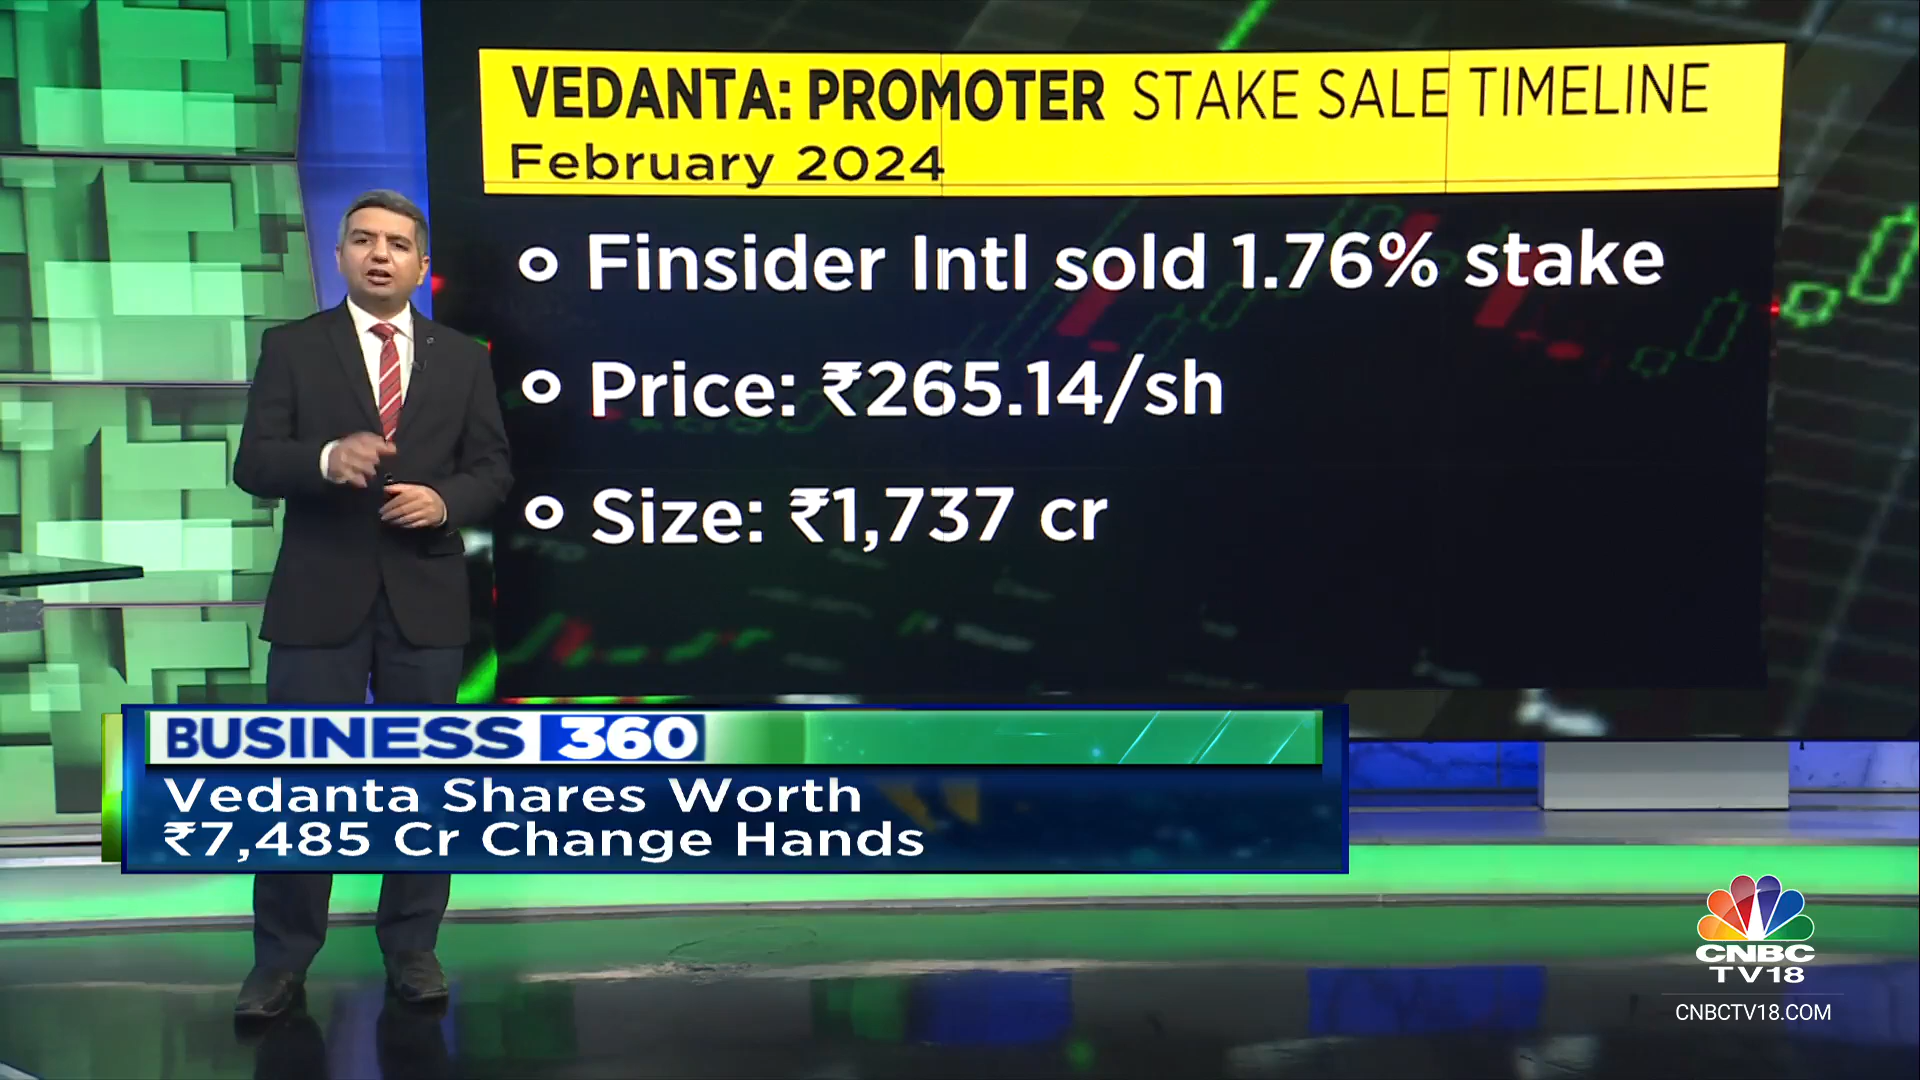 VEDANTA: PROMOTER STAKE SALE TIMELINE
February 2024
Finsider Intl sold 1.76% stake
Price: ₹265.14/sh
Size: ₹1,737 cr
BUSINESS 360
Vedanta Shares Worth
₹7,485 Cr Change Hands
CNBC
TV18
CNBCTV18.COM